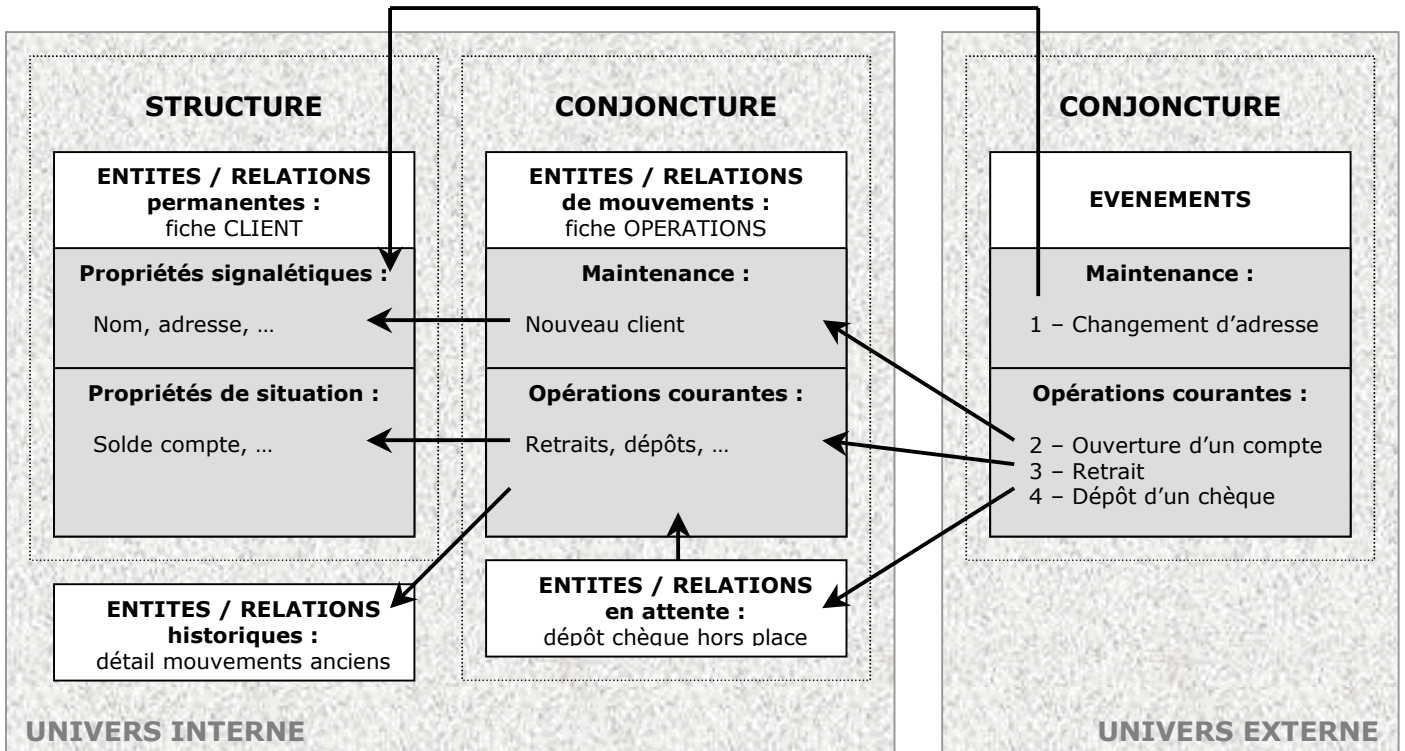 STRUCTURE
ENTITES / RELATIONS
permanentes :
fiche CLIENT
Propriétés signalétiques :
Nom, adresse, …
Propriétés de situation :
Solde compte, …
ENTITES / RELATIONS
historiques :
détail mouvements anciens
CONJONCTURE
ENTITES / RELATIONS
de mouvements :
fiche OPERATIONS
Maintenance :
Nouveau client
Opérations courantes :
Retraits, dépôts, …
ENTITES / RELATIONS
en attente :
dépôt chèque hors place
UNIVERS INTERNE
CONJONCTURE
EVENEMENTS
Maintenance :
1 – Changement d’adresse
Opérations courantes :
2 – Ouverture d’un compte
3 – Retrait
4 – Dépôt d’un chèque
UNIVERS EXTERNE